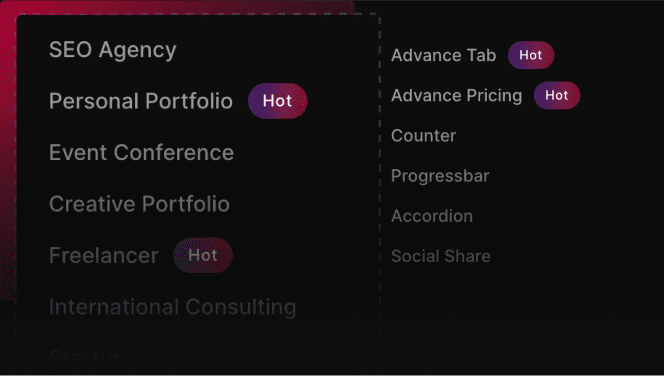 SEO Agency
Personal Portfolio Hot
Event Conference
Creative Portfolio
Freelancer Hot
International Consulting
Startup
Advance Tab Hot
Advance Pricing Hot
Counter
Progressbar
Accordion
Social Share